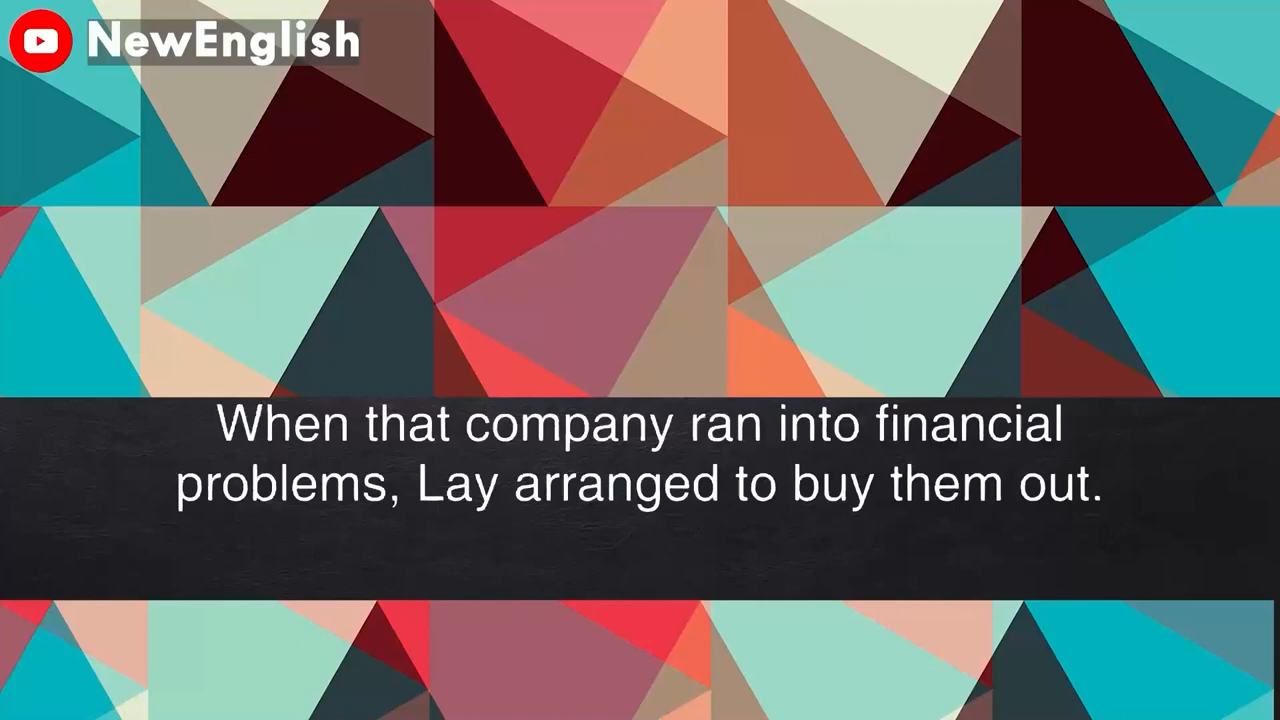 NewEnglish
When that company ran into financial
problems, Lay arranged to buy them out.